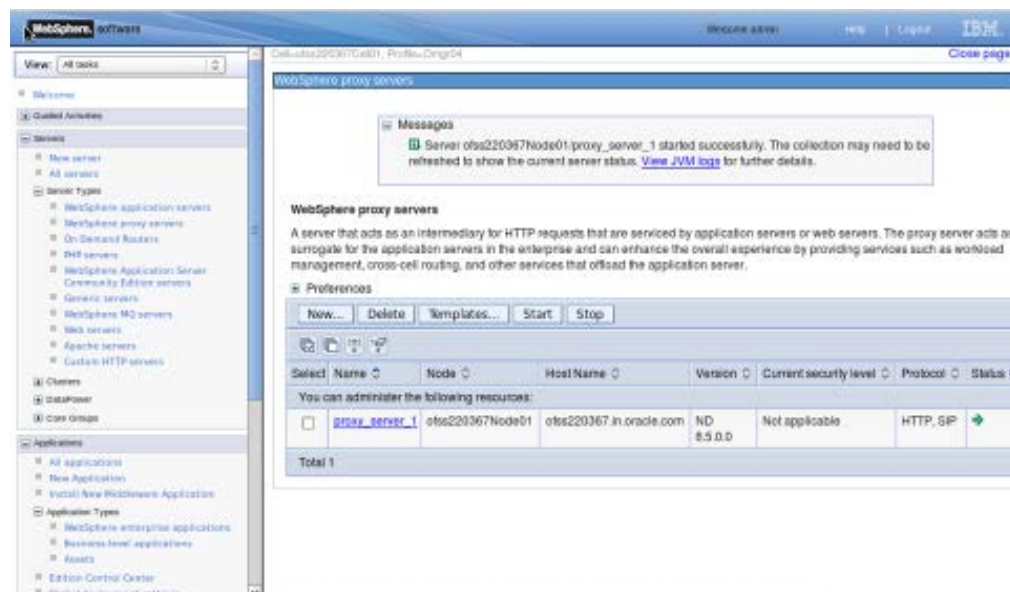 WebSphere. software
Welcome admin
Help | Logout
IBM.
View: All tasks
Cell=ofss220367Cell01, Profile=Dmgr04
Close page
Welcome
Guided Activities
Servers
New server
All servers
Server Types
WebSphere application servers
WebSphere proxy servers
On Demand Routers
PHP servers
WebSphere Application Server
Community Edition servers
Generic servers
WebSphere MQ servers
Web servers
Apache servers
Custom HTTP servers
Clusters
DataPower
Core Groups
Applications
All applications
New Application
Install New Middleware Application
Application Types
WebSphere enterprise applications
Business-level applications
Assets
Edition Control Center
WebSphere proxy servers
Messages
Server ofss220367Node01/proxy_server_1 started successfully. The collection may need to be
refreshed to show the current server status. View JVM logs for further details.
WebSphere proxy servers
A server that acts as an intermediary for HTTP requests that are serviced by application servers or web servers. The proxy server acts as
surrogate for the application servers in the enterprise and can enhance the overall experience by providing services such as workload
management, cross-cell routing, and other services that offload the application server.
Preferences
New... Delete Templates... Start Stop
Select Name Node Host Name Version Current security level Protocol Status
You can administer the following resources:
proxy_server_1 ofss220367Node01 ofss220367.in.oracle.com ND Not applicable HTTP, SIP
8.5.0.0
Total 1